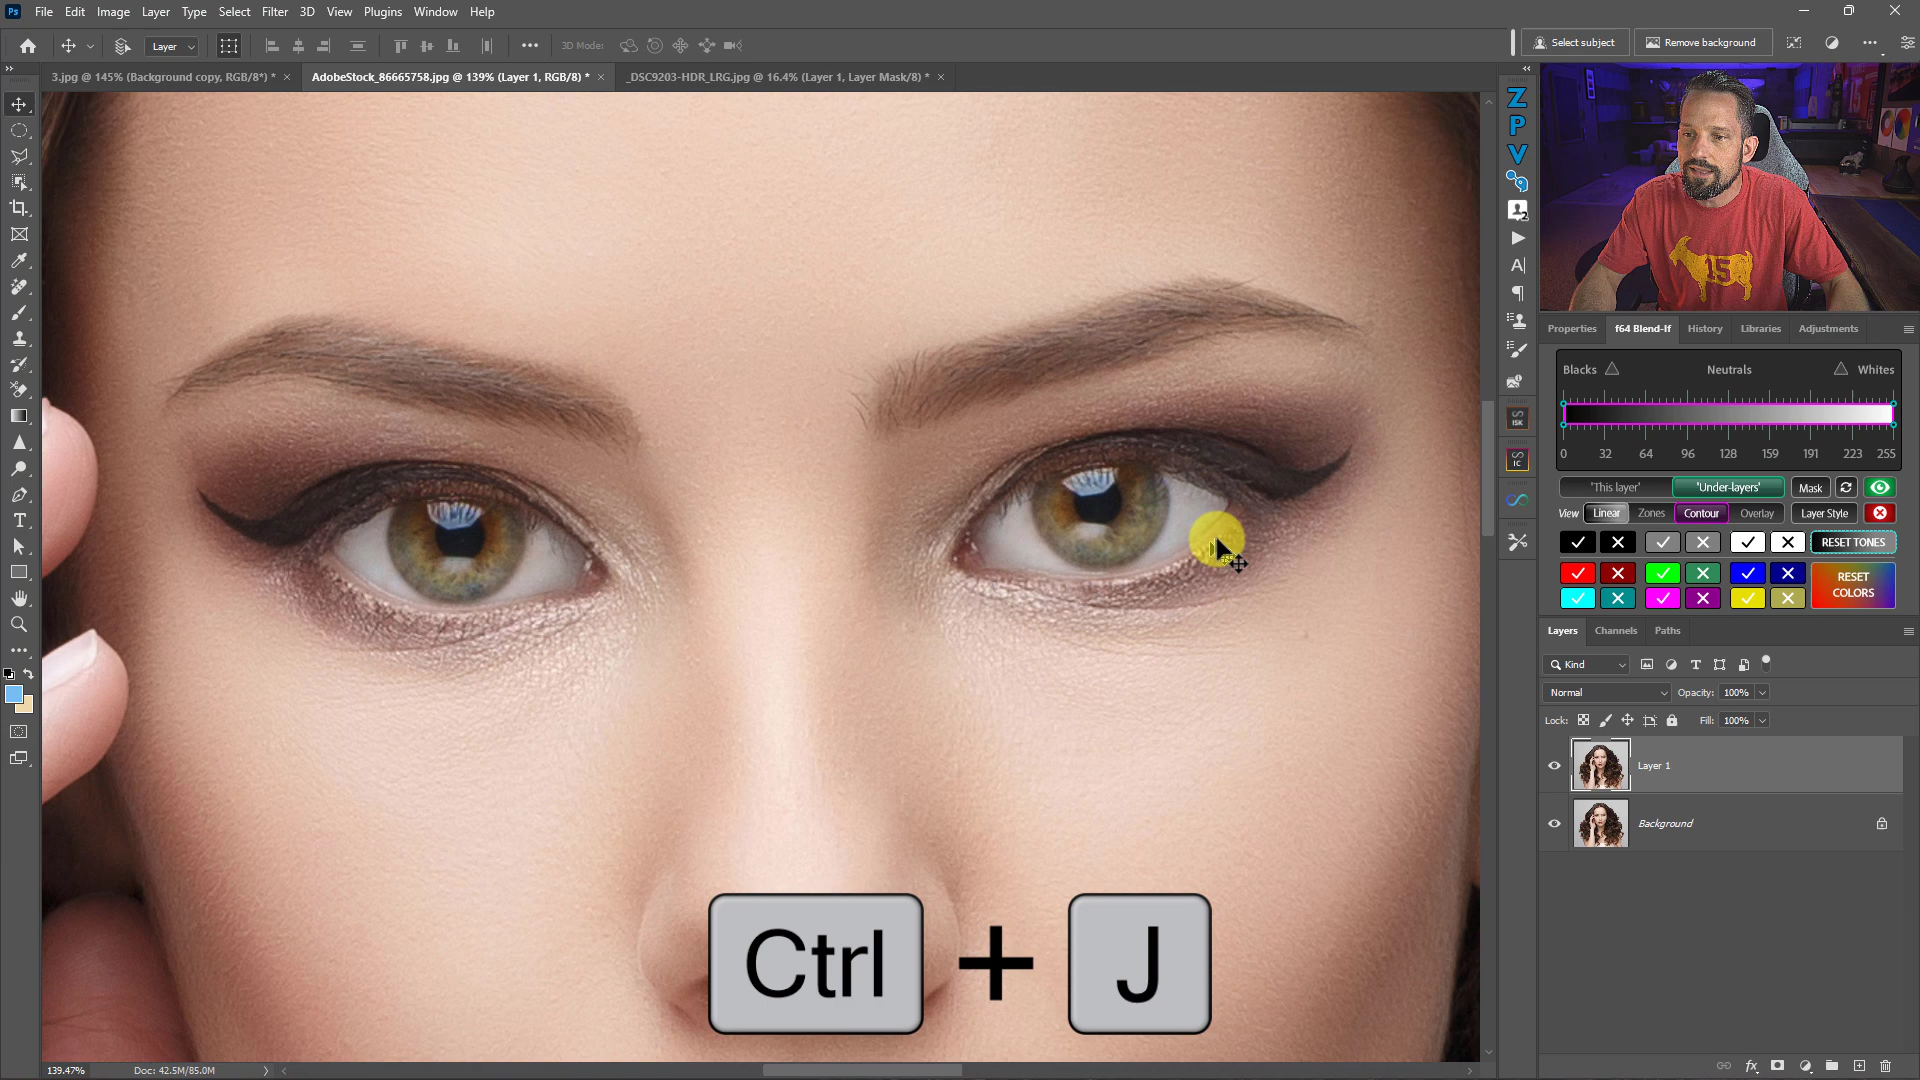 Ps File Edit Image Layer Type Select Filter 3D View Plugins Window Help
Layer 3D Mode: Select subject Remove background
3.jpg @ 145% (Background copy, RGB/8*) * × AdobeStock_86665758.jpg @ 139% (Layer 1, RGB/8) * × _DSC9203-HDR_LRG.jpg @ 16.4% (Layer 1, Layer Mask/8) * ×
Z
P
V
15
Properties f64 Blend-If History Libraries Adjustments
Blacks Neutrals Whites
0 32 64 96 128 159 191 223 255
'This layer' 'Under-layers' Mask
View Linear Zones Contour Overlay Layer Style
RESET TONES
RESET
COLORS
ISK
IC
Layers Channels Paths
Kind
Normal Opacity: 100%
Lock: Fill: 100%
Layer 1
Background
Ctrl + J
139.47% Doc: 42.5M/85.0M